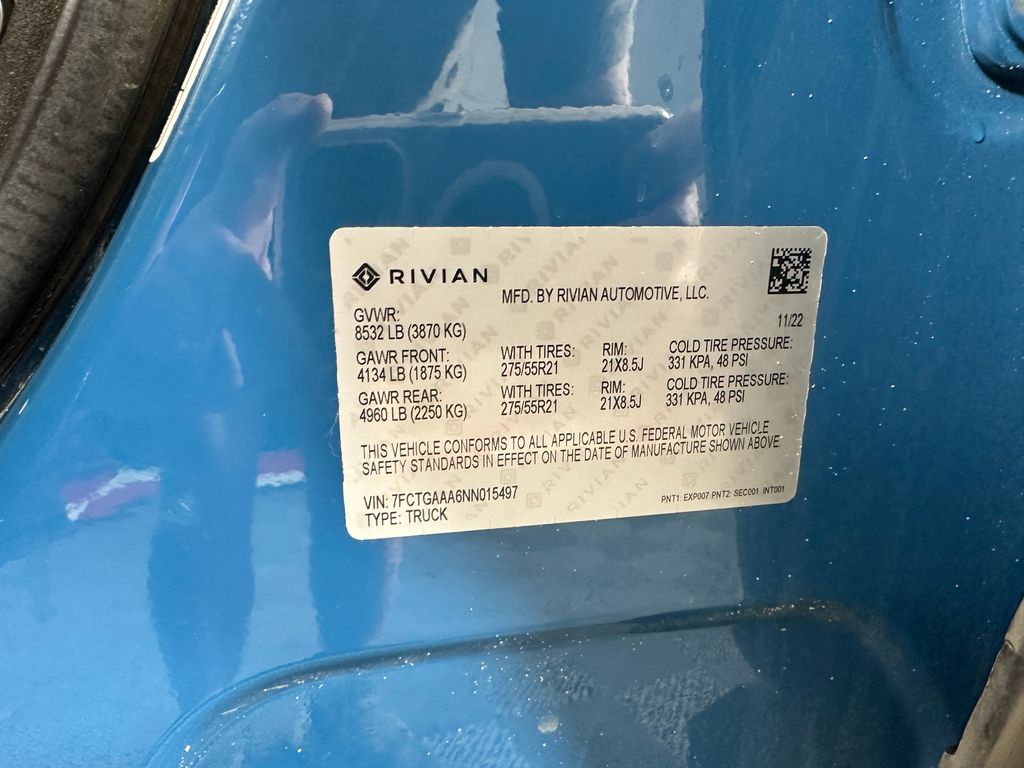 RIVIAN
MFD. BY RIVIAN AUTOMOTIVE, LLC.
11/22
GVWR:
8532 LB (3870 KG)
GAWR FRONT: WITH TIRES: RIM: COLD TIRE PRESSURE:
4134 LB (1875 KG) 275/55R21 21X8.5J 331 KPA, 48 PSI
GAWR REAR: WITH TIRES: RIM: COLD TIRE PRESSURE:
4960 LB (2250 KG) 275/55R21 21X8.5J 331 KPA, 48 PSI
THIS VEHICLE CONFORMS TO ALL APPLICABLE U.S. FEDERAL MOTOR VEHICLE
SAFETY STANDARDS IN EFFECT ON THE DATE OF MANUFACTURE SHOWN ABOVE
VIN: 7FCTGAAA6NN015497
TYPE: TRUCK
PNT1: EXP007 PNT2: SEC001 INT001